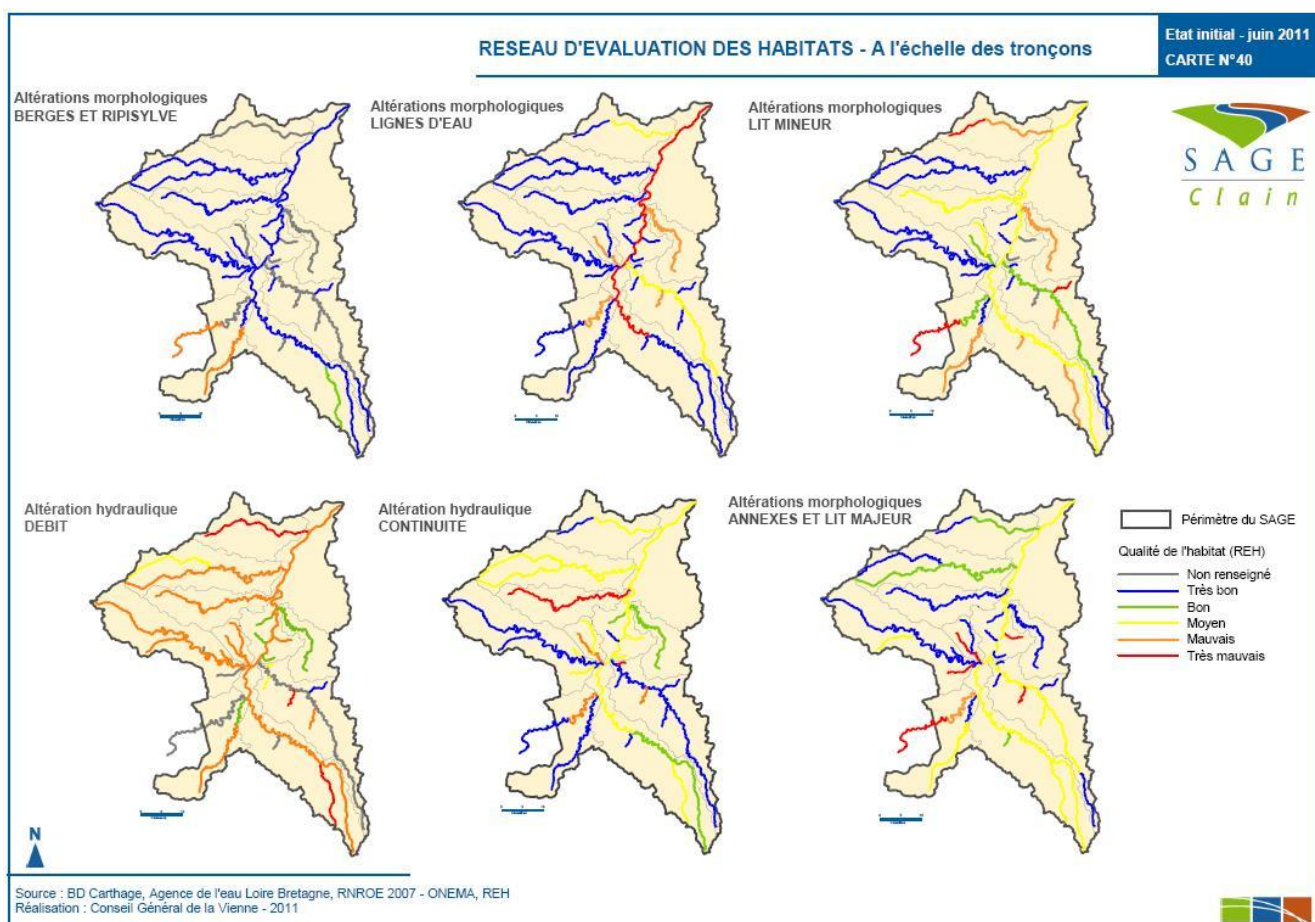 RESEAU D'EVALUATION DES HABITATS - A l'échelle des tronçons
Etat initial - juin 2011
CARTE N°40
Altérations morphologiques
BERGES ET RIPISYLVE
Altérations morphologiques
LIGNES D'EAU
Altérations morphologiques
LIT MINEUR
SAGE
Clain
Altération hydraulique
DEBIT
Altération hydraulique
CONTINUITE
Altérations morphologiques
ANNEXES ET LIT MAJEUR
Périmètre du SAGE
Qualité de l'habitat (REH)
Non renseigné
Très bon
Bon
Moyen
Mauvais
Très mauvais
N
Source : BD Carthage, Agence de l'eau Loire Bretagne, RNROE 2007 - ONEMA, REH
Réalisation : Conseil Général de la Vienne - 2011